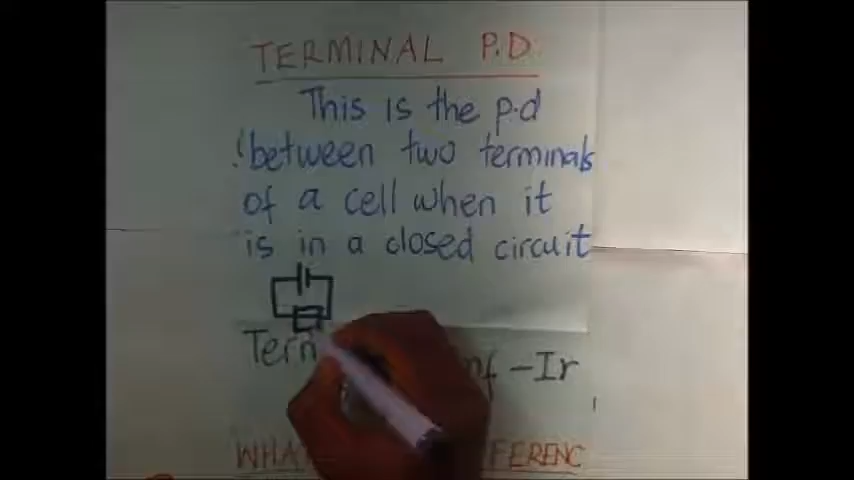 TERMINAL P.D
This is the p.d
between two terminals
of a cell when it
is in a closed circuit
-Ir